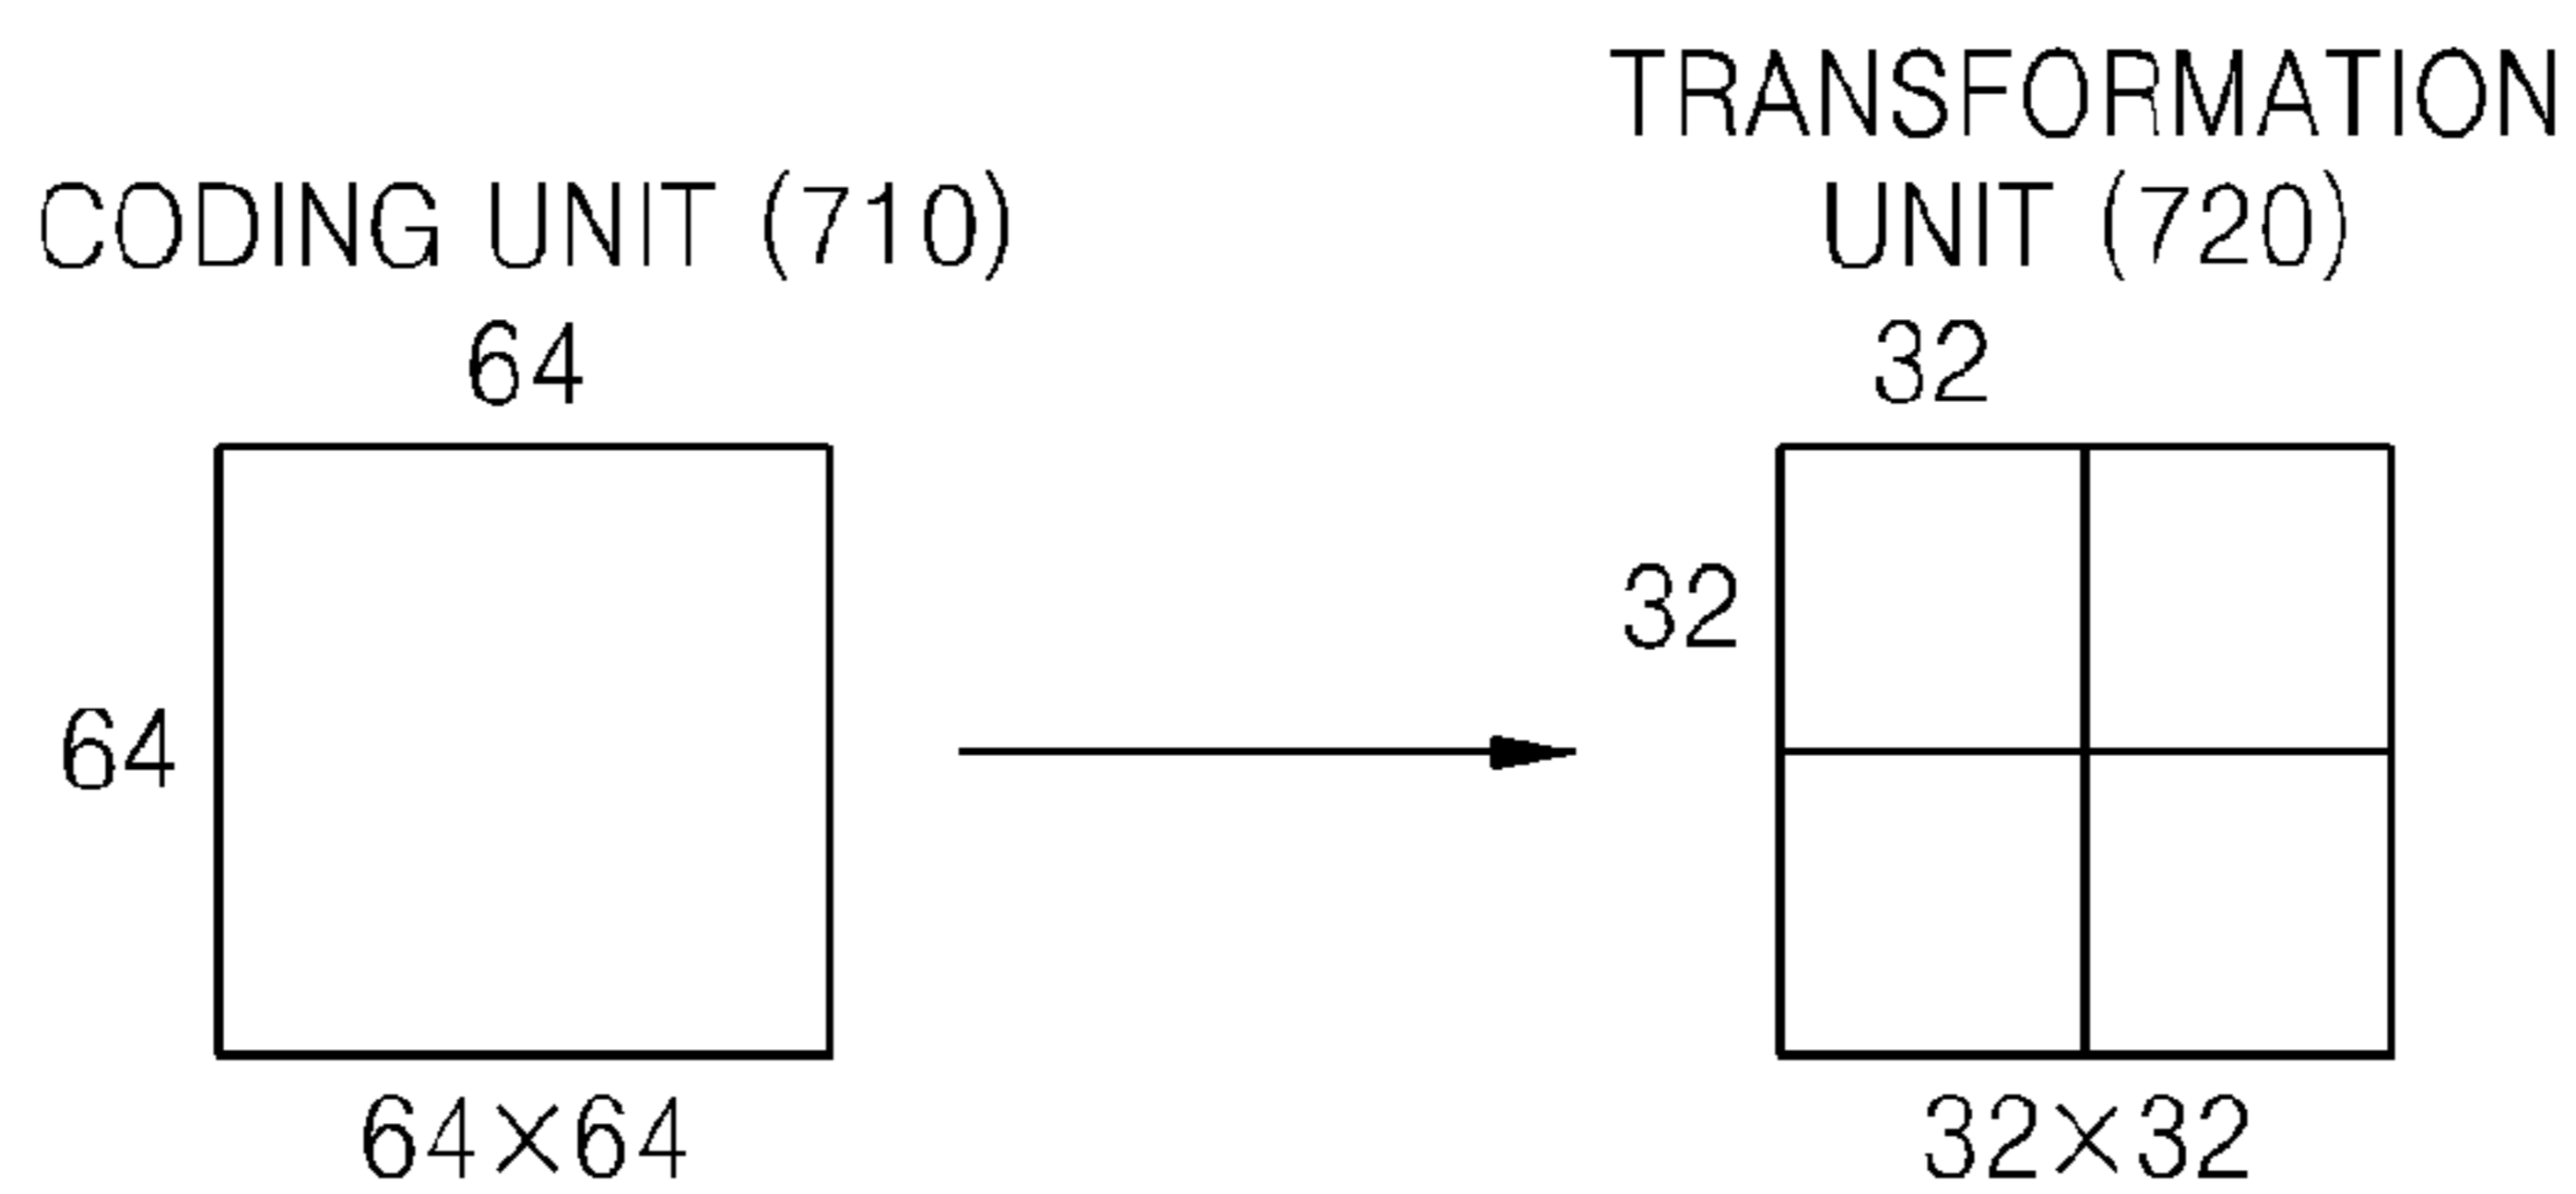 CODING UNIT (710)
64
64
64×64
TRANSFORMATION
UNIT (720)
32
32
32×32